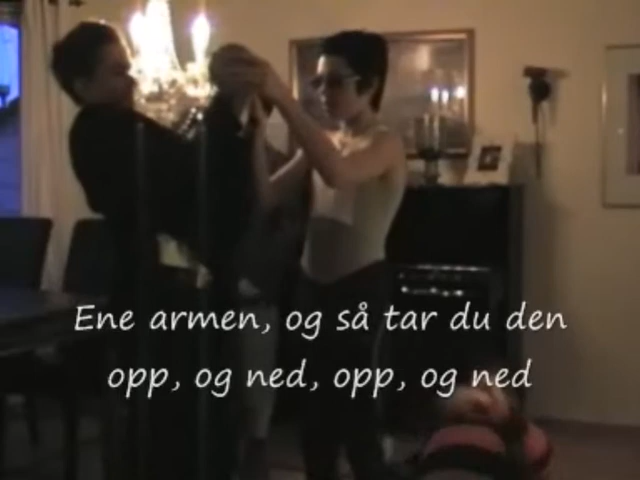 Ene armen, og så tar du den
opp, og ned, opp, og ned